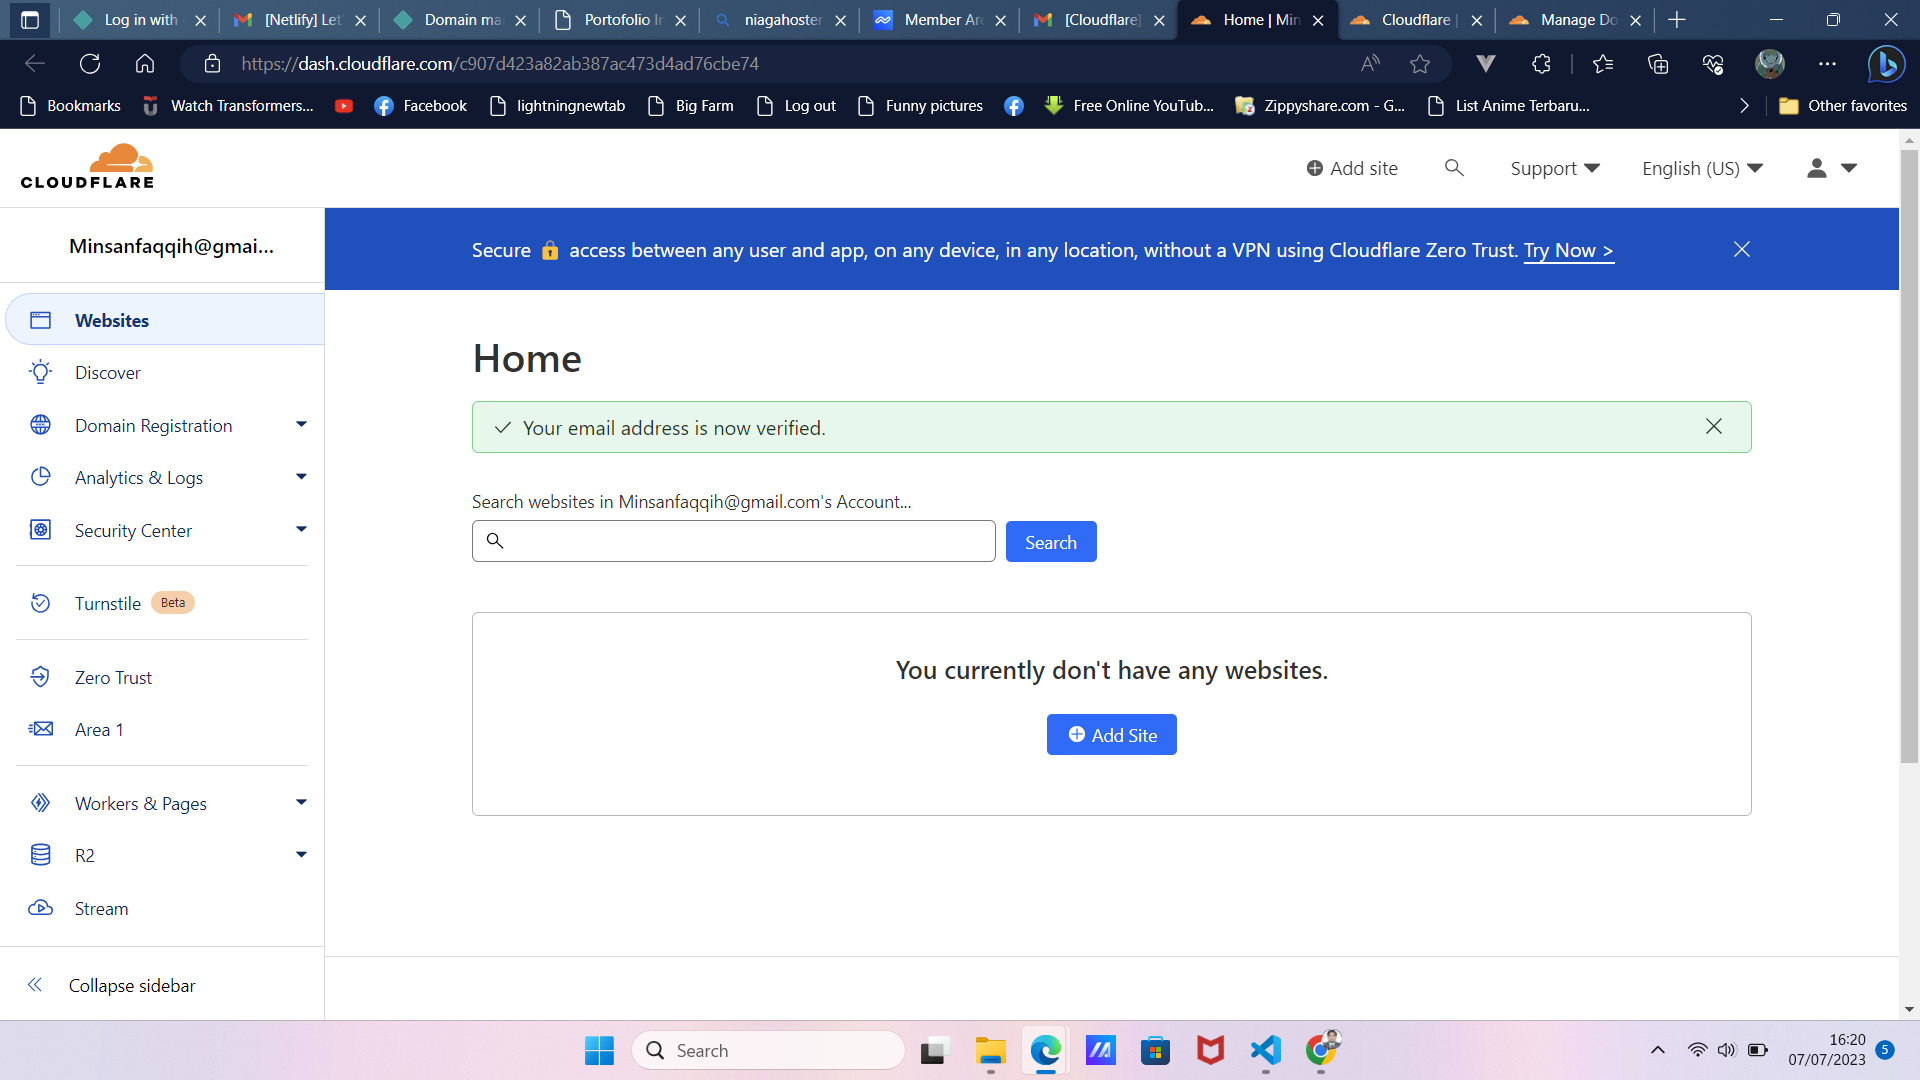 Log in with
[Netlify] Let
Domain ma
Portofolio I
niagahoster
Member Are
[Cloudflare]
Home | Min
Cloudflare |
Manage Do
https://dash.cloudflare.com/c907d423a82ab387ac473d4ad76cbe74
Bookmarks
Watch Transformers...
Facebook
lightningnewtab
Big Farm
Log out
Funny pictures
Free Online YouTub...
Zippyshare.com - G...
List Anime Terbaru...
Other favorites
CLOUDFLARE
Add site
Support
English (US)
Minsanfaqqih@gmai...
Secure access between any user and app, on any device, in any location, without a VPN using Cloudflare Zero Trust. Try Now >
Websites
Discover
Domain Registration
Analytics & Logs
Security Center
Turnstile Beta
Zero Trust
Area 1
Workers & Pages
R2
Stream
Collapse sidebar
Home
Your email address is now verified.
Search websites in Minsanfaqqih@gmail.com's Account...
Search
You currently don't have any websites.
Add Site
Search
16:20
07/07/2023
5